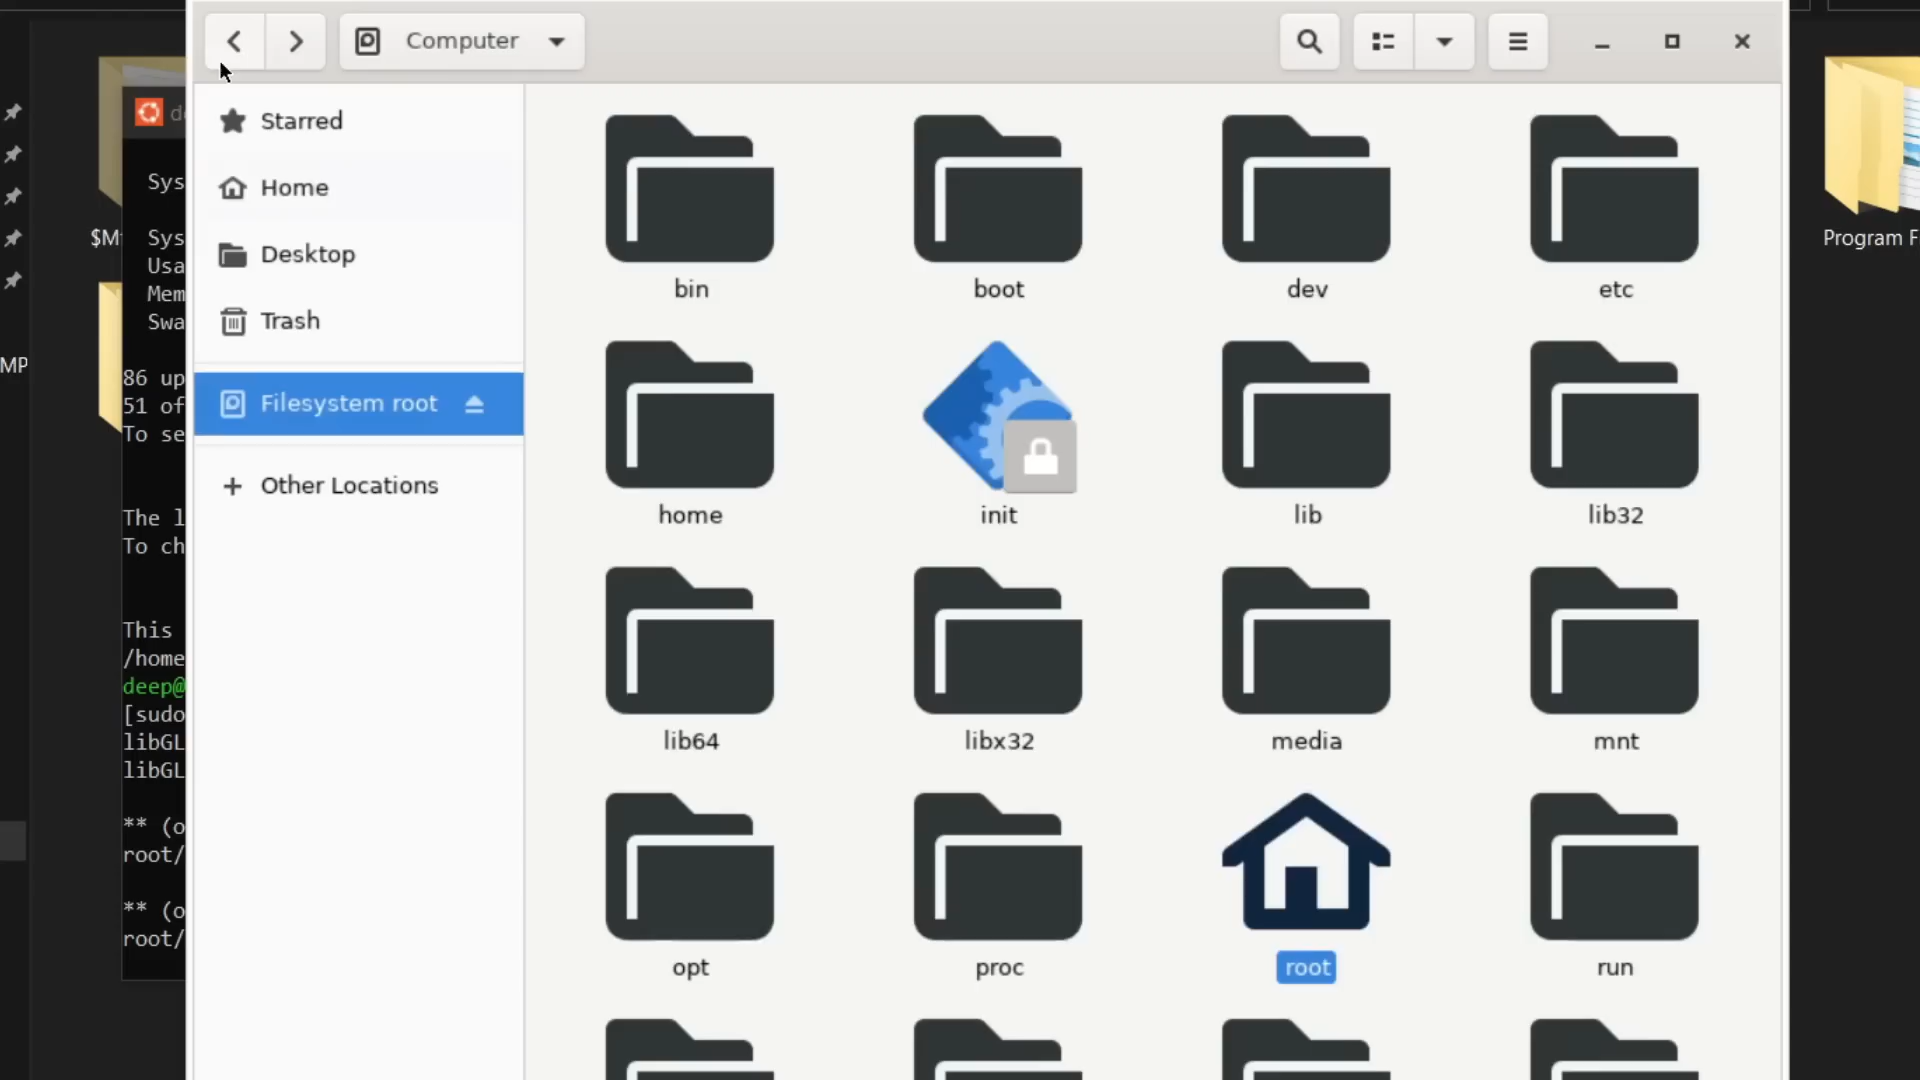 Computer
Starred
Home
Desktop
Trash
Filesystem root
Other Locations
bin
boot
dev
etc
home
init
lib
lib32
lib64
libx32
media
mnt
opt
proc
root
run
Sys
Sys
Usa
Mem
Swa
86 up
51 of
To se
The l
To ch
This
/home
deep@
[sudo
libGL
libGL
** (o
root/
** (o
root/
$M
MP
Program F